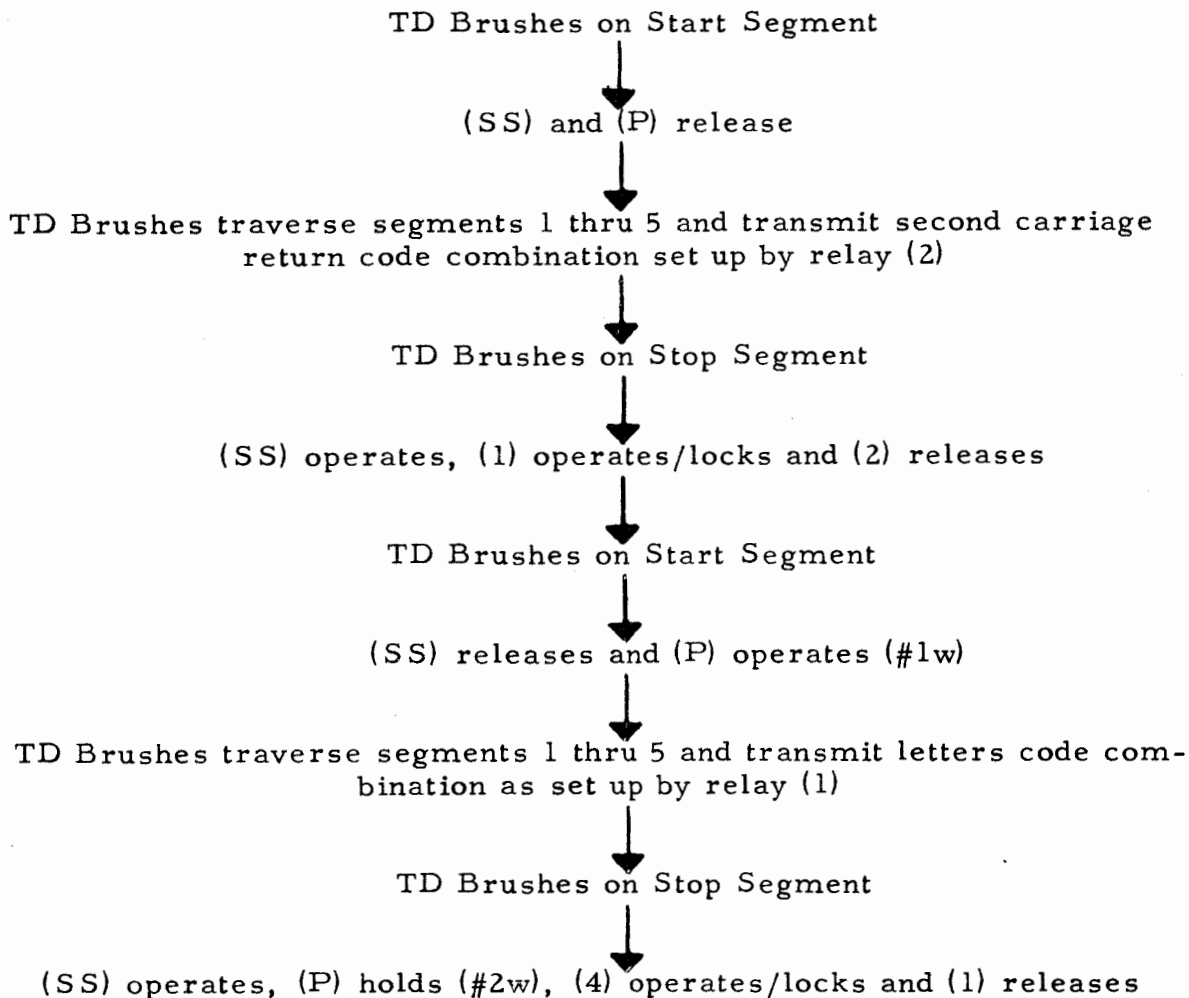 TD Brushes on Start Segment
(SS) and (P) release
TD Brushes traverse segments 1 thru 5 and transmit second carriage
return code combination set up by relay (2)
TD Brushes on Stop Segment
(SS) operates, (1) operates/locks and (2) releases
TD Brushes on Start Segment
(SS) releases and (P) operates (#1w)
TD Brushes traverse segments 1 thru 5 and transmit letters code com-
bination as set up by relay (1)
TD Brushes on Stop Segment
(SS) operates, (P) holds (#2w), (4) operates/locks and (1) releases